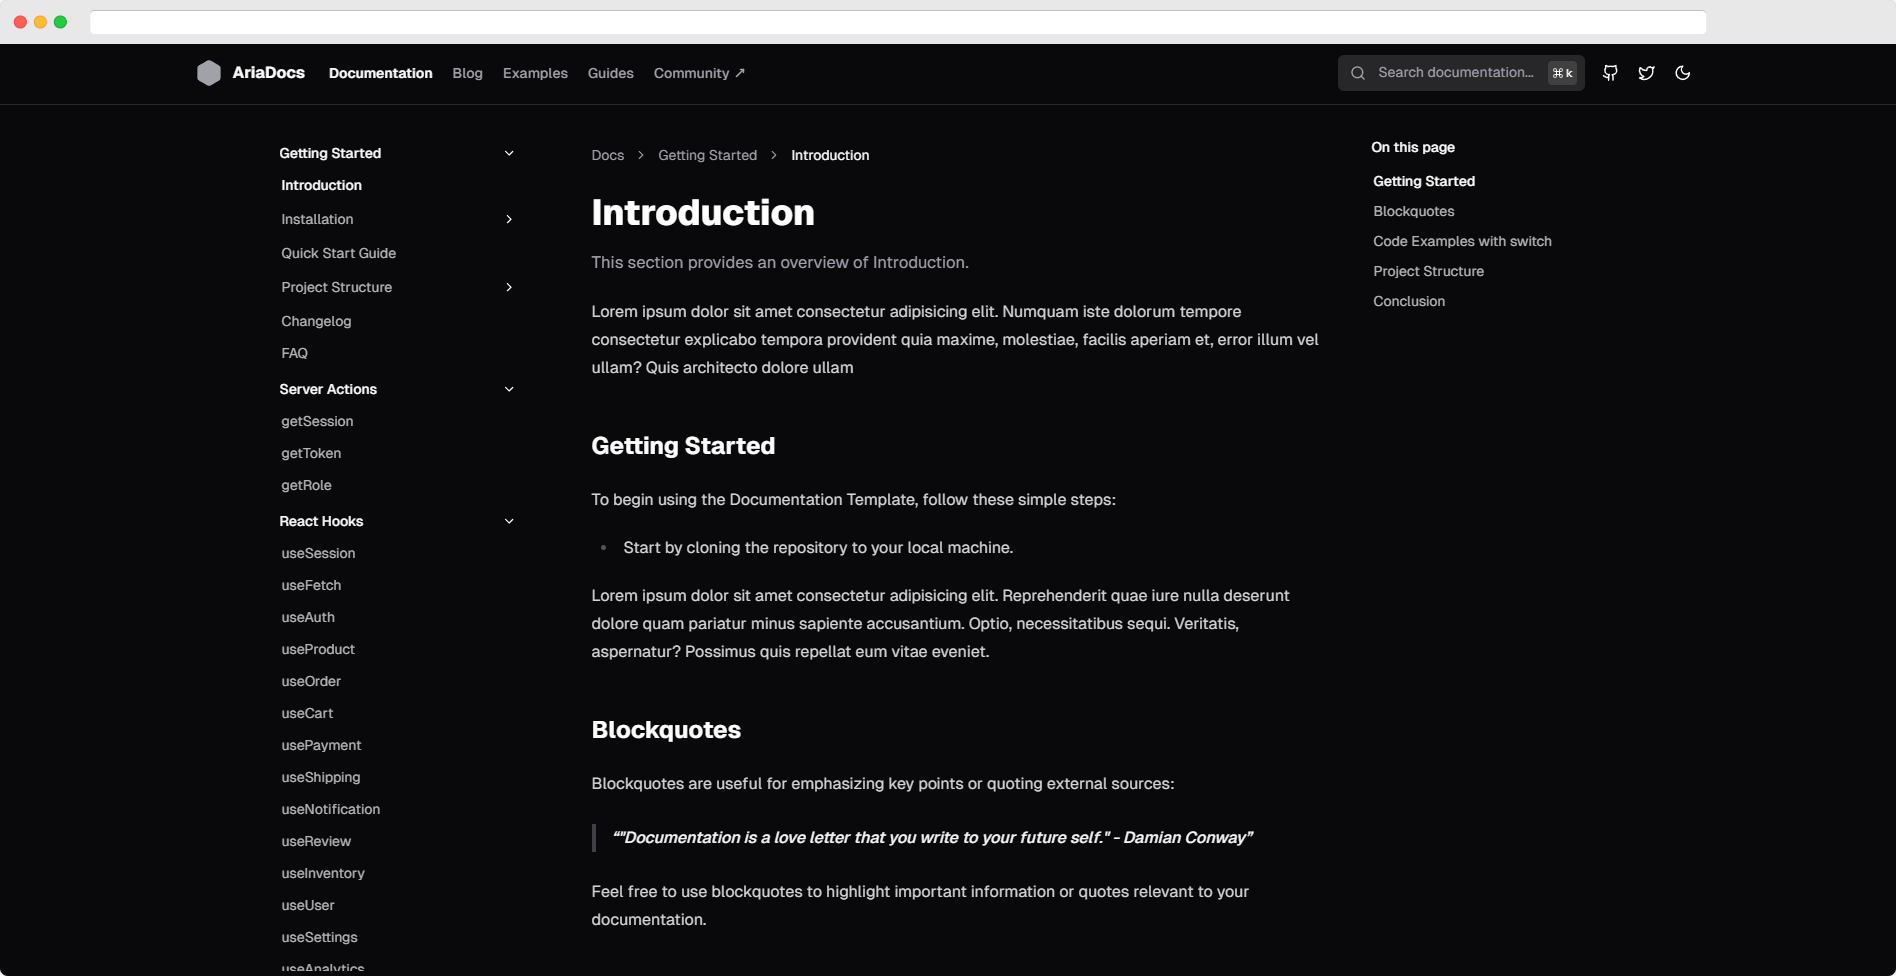 AriaDocs
Documentation
Blog
Examples
Guides
Community ↗
Search documentation...
⌘k
Getting Started
Introduction
Installation
Quick Start Guide
Project Structure
Changelog
FAQ
Server Actions
getSession
getToken
getRole
React Hooks
useSession
useFetch
useAuth
useProduct
useOrder
useCart
usePayment
useShipping
useNotification
useReview
useInventory
useUser
useSettings
useAnalytics
Docs > Getting Started > Introduction
Introduction
This section provides an overview of Introduction.
Lorem ipsum dolor sit amet consectetur adipisicing elit. Numquam iste dolorum tempore
consectetur explicabo tempora provident quia maxime, molestiae, facilis aperiam et, error illum vel
ullam? Quis architecto dolore ullam
Getting Started
To begin using the Documentation Template, follow these simple steps:
• Start by cloning the repository to your local machine.
Lorem ipsum dolor sit amet consectetur adipisicing elit. Reprehenderit quae iure nulla deserunt
dolore quam pariatur minus sapiente accusantium. Optio, necessitatibus sequi. Veritatis,
aspernatur? Possimus quis repellat eum vitae eveniet.
Blockquotes
Blockquotes are useful for emphasizing key points or quoting external sources:
“"Documentation is a love letter that you write to your future self." - Damian Conway”
Feel free to use blockquotes to highlight important information or quotes relevant to your
documentation.
On this page
Getting Started
Blockquotes
Code Examples with switch
Project Structure
Conclusion